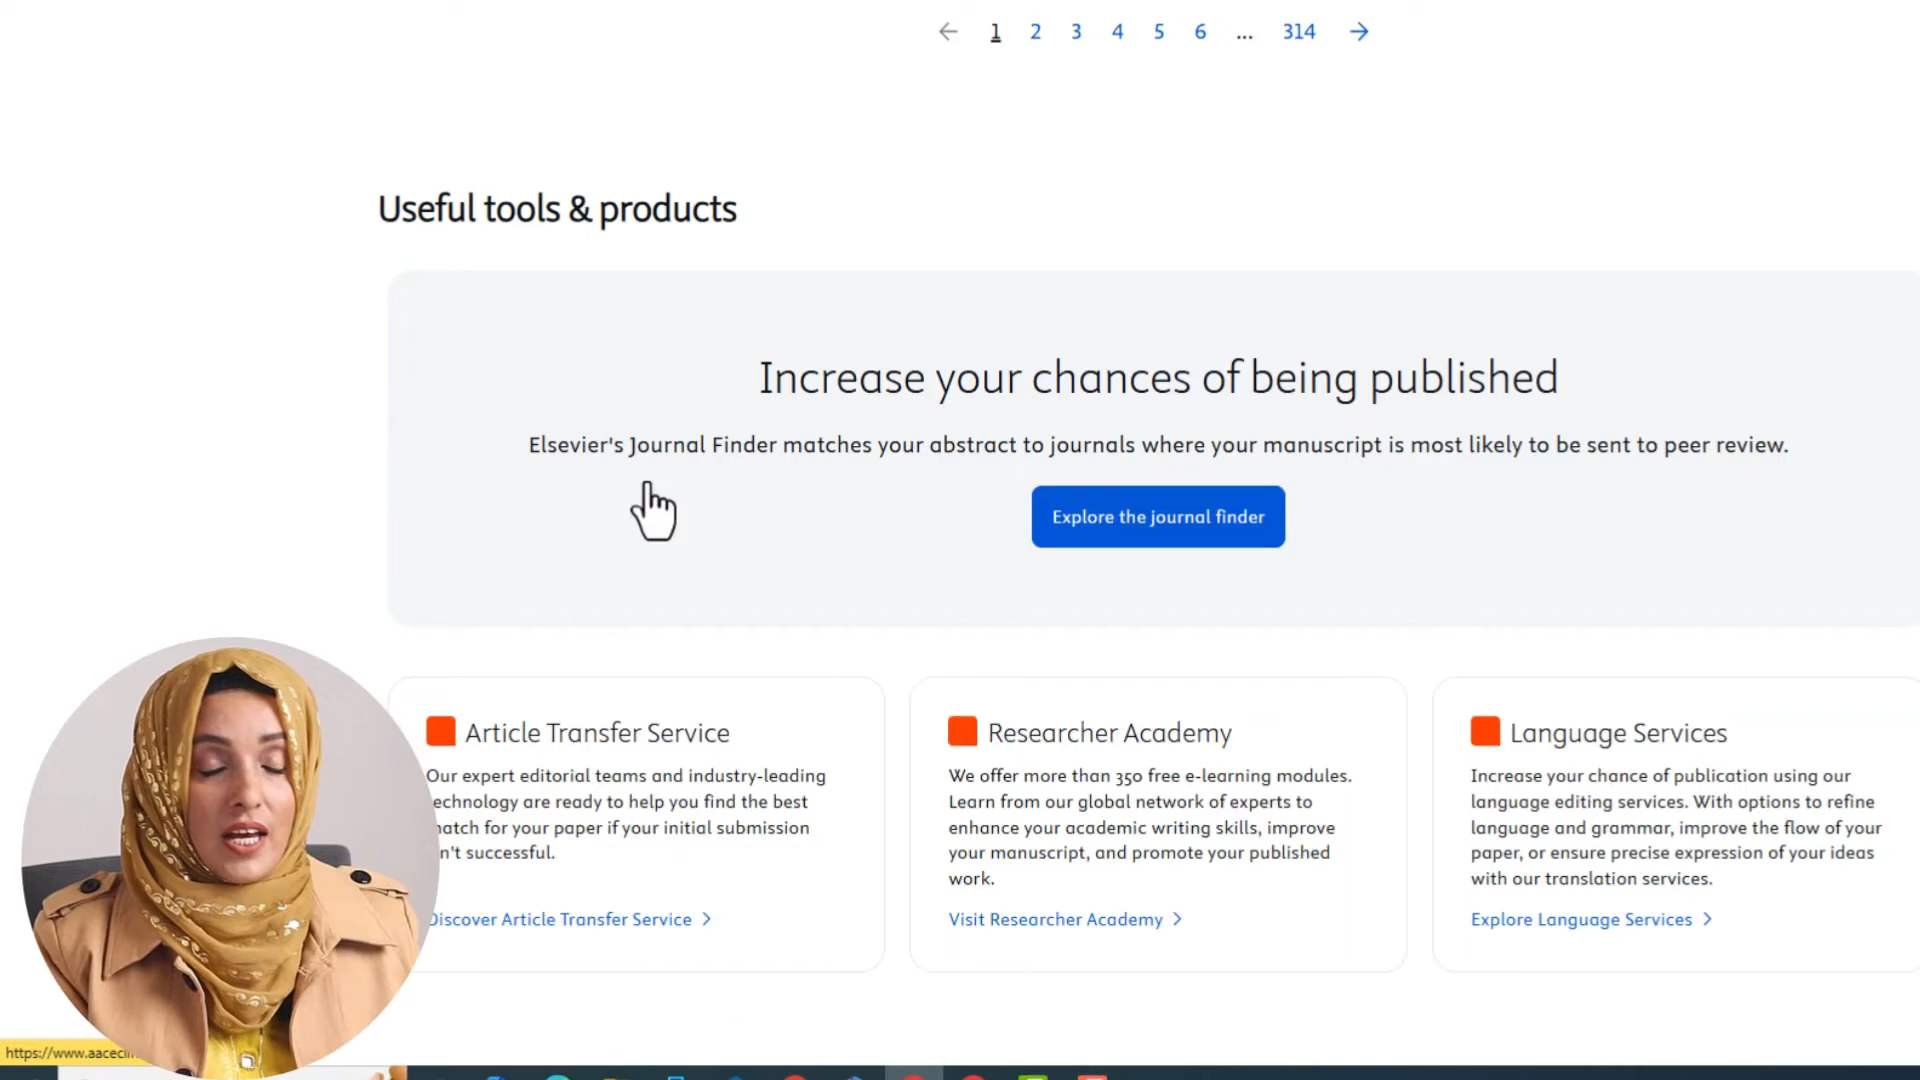 1 2 3 4 5 6 ... 314
Useful tools & products
Increase your chances of being published
Elsevier's Journal Finder matches your abstract to journals where your manuscript is most likely to be sent to peer review.
Explore the journal finder
Article Transfer Service
Our expert editorial teams and industry-leading
echnology are ready to help you find the best
atch for your paper if your initial submission
n't successful.
Discover Article Transfer Service
Researcher Academy
We offer more than 350 free e-learning modules.
Learn from our global network of experts to
enhance your academic writing skills, improve
your manuscript, and promote your published
work.
Visit Researcher Academy
Language Services
Increase your chance of publication using our
language editing services. With options to refine
language and grammar, improve the flow of your
paper, or ensure precise expression of your ideas
with our translation services.
Explore Language Services
https://www.aacecli